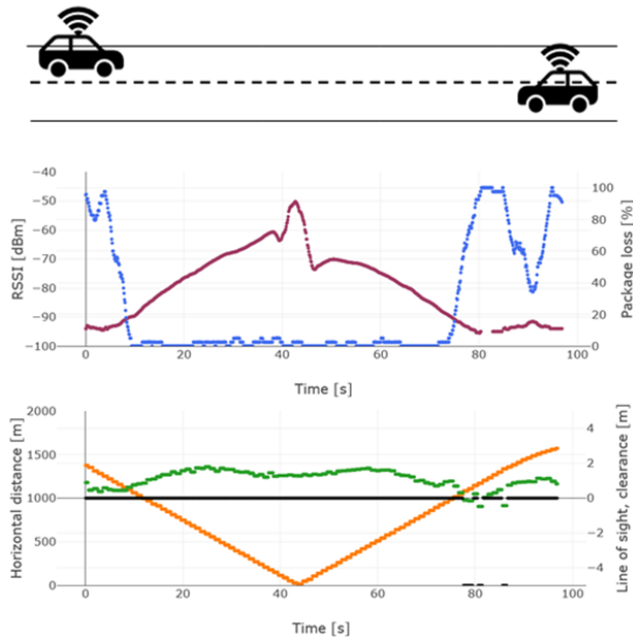 −40
−50
−60
−70
−80
−90
−100
RSSI [dBm]
100
80
60
40
20
0
Package loss [%]
0 20 40 60 80 100
Time [s]
2000
1500
1000
500
0
Horizontal distance [m]
4
2
0
−2
−4
Line of sight, clearance [m]
0 20 40 60 80 100
Time [s]